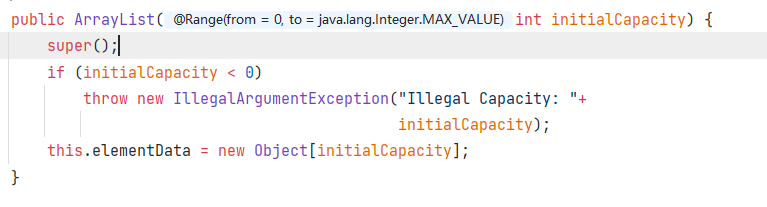 public ArrayList( @Range(from = 0, to = java.lang.Integer.MAX_VALUE) int initialCapacity) {
super();
if (initialCapacity < 0)
throw new IllegalArgumentException("Illegal Capacity: "+
initialCapacity);
this.elementData = new Object[initialCapacity];
}